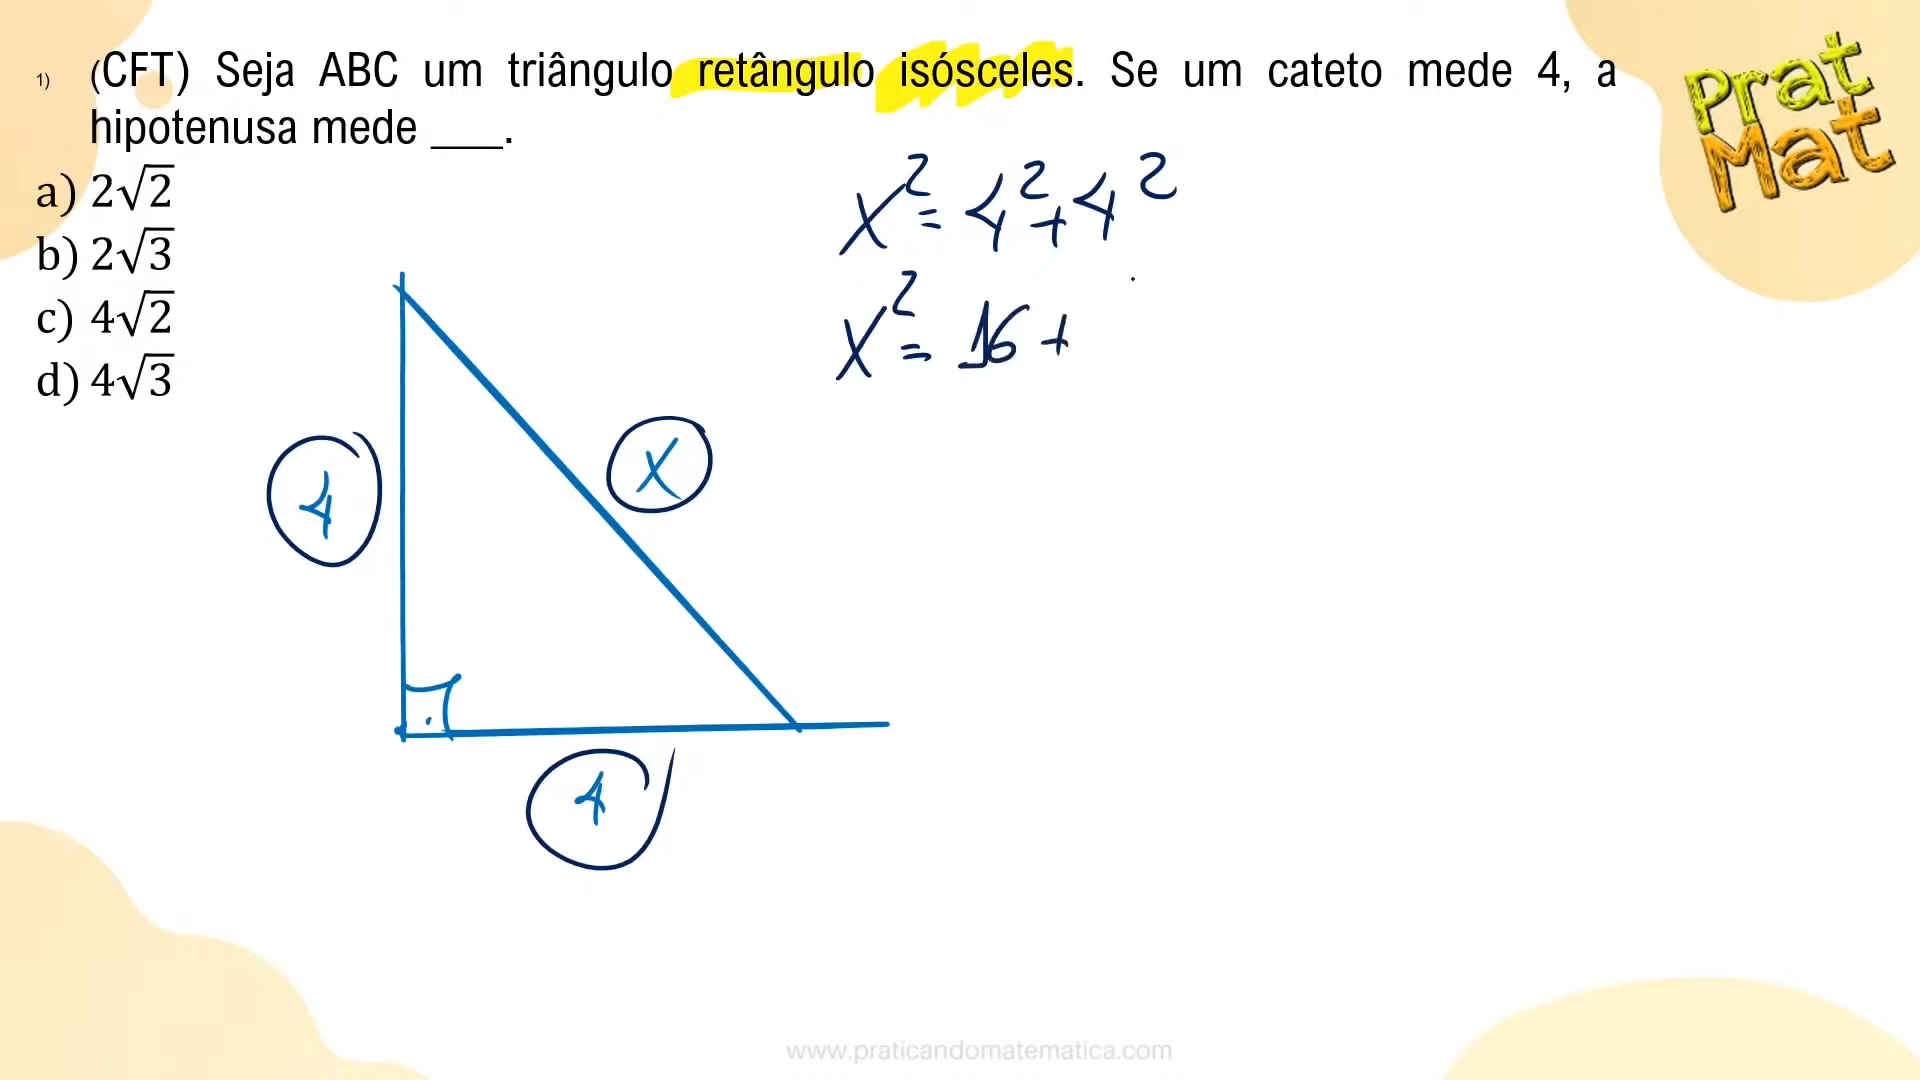 1) (CFT) Seja ABC um triângulo retângulo isósceles. Se um cateto mede 4, a
hipotenusa mede ___.
a) 2√2
b) 2√3
c) 4√2
d) 4√3
x² = 4² + 4²
x² = 16 +
4
x
4
Prat
Mat
www.praticandomatematica.com